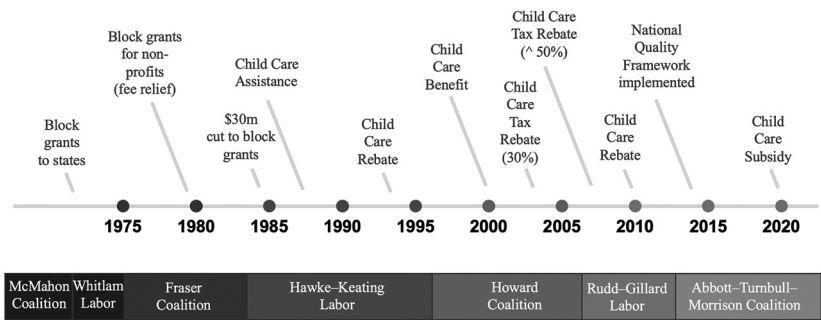 Block
grants
to states
Block grants
for non-
profits
(fee relief)
$30m
cut to block
grants
Child Care
Assistance
Child
Care
Rebate
Child
Care
Benefit
Child
Care
Tax
Rebate
(30%)
Child Care
Tax Rebate
(^ 50%)
Child
Care
Rebate
National
Quality
Framework
implemented
Child
Care
Subsidy
1975
1980
1985
1990
1995
2000
2005
2010
2015
2020
McMahon
Coalition
Whitlam
Labor
Fraser
Coalition
Hawke–Keating
Labor
Howard
Coalition
Rudd–Gillard
Labor
Abbott–Turnbull–
Morrison Coalition